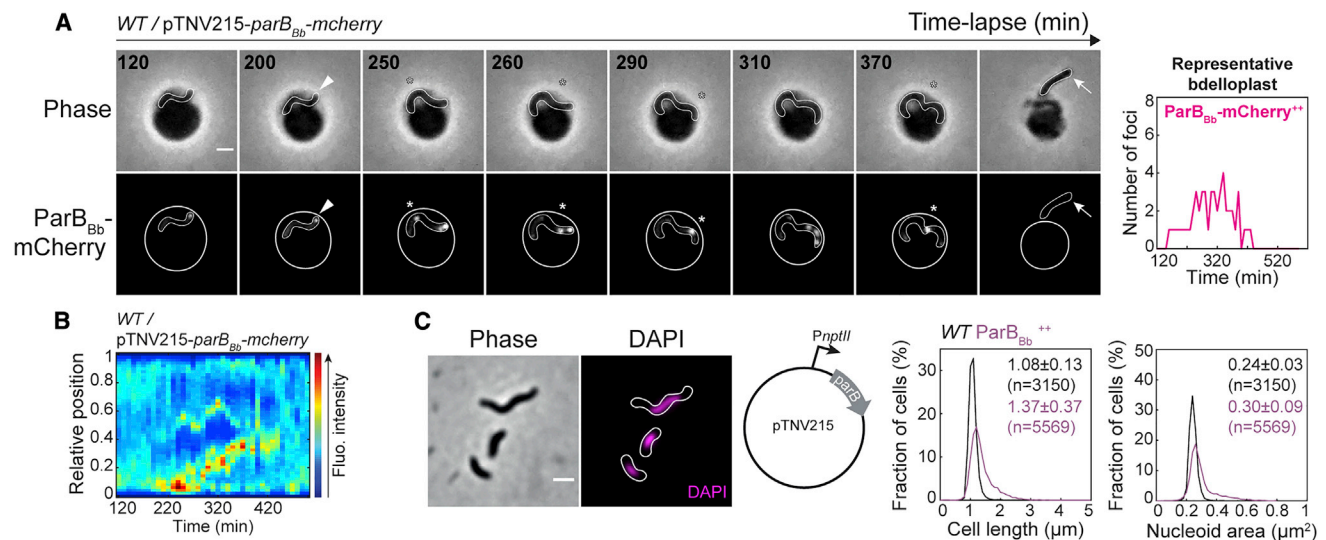 A
WT / pTNV215-parB_Bb-mcherry
Time-lapse (min)
120
200
250
*
260
*
290
*
310
370
*
Phase
ParB_Bb-
mCherry
*
*
*
*
Representative
bdelloplast
ParB_Bb-mCherry⁺⁺
Number of foci
8
6
4
2
0
120 320 520
Time (min)
B
WT /
pTNV215-parB_Bb-mcherry
Relative position
1
0.8
0.6
0.4
0.2
0
120 220 320 420
Time (min)
Fluo. intensity
C
Phase
DAPI
DAPI
PnptII
parB
pTNV215
WT ParB_Bb ⁺⁺
Fraction of cells (%)
30
20
10
0
1.08±0.13
(n=3150)
1.37±0.37
(n=5569)
0 1 2 3 4 5
Cell length (µm)
Fraction of cells (%)
50
40
30
20
10
0
0.24±0.03
(n=3150)
0.30±0.09
(n=5569)
0 0.2 0.4 0.6 0.8 1
Nucleoid area (µm²)